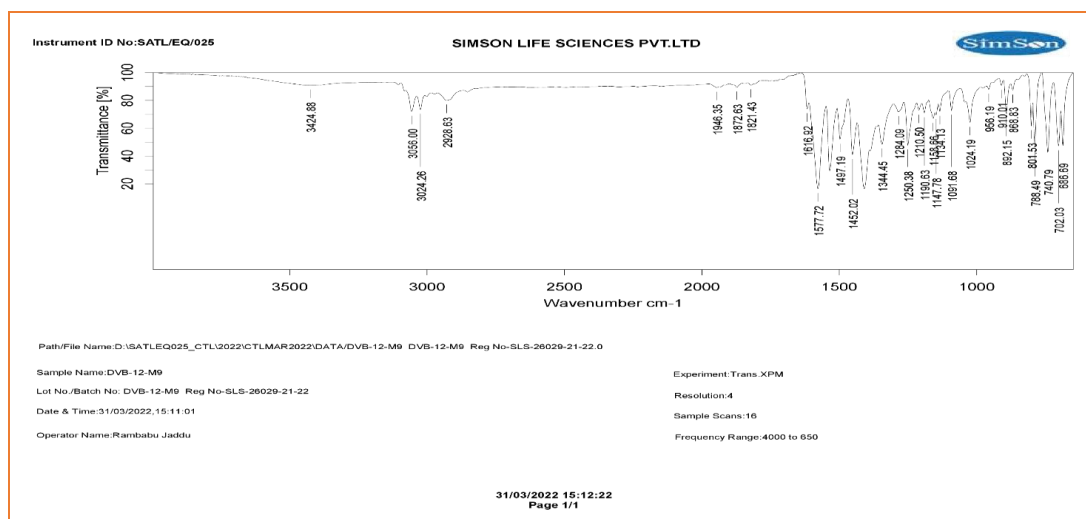 Instrument ID No:SATL/EQ/025
SIMSON LIFE SCIENCES PVT.LTD
SimSon
Transmittance [%]
100
80
60
40
20
3424.88
3056.00
3024.26
2928.63
1946.35
1872.63
1821.43
1616.92
1577.72
1497.19
1452.02
1344.45
1284.09
1250.38
1210.50
1190.63
1158.66
1147.78
1134.13
1091.68
1024.19
956.19
910.01
892.15
868.83
801.53
788.49
740.79
702.03
686.69
3500 3000 2500 2000 1500 1000
Wavenumber cm-1
Path/File Name:D:\SATLEQ025_CTL\2022\CTLMAR2022\DATA/DVB-12-M9 DVB-12-M9 Reg No-SLS-26029-21-22.0
Sample Name:DVB-12-M9
Lot No./Batch No: DVB-12-M9 Reg No-SLS-26029-21-22
Date & Time:31/03/2022,15:11:01
Operator Name:Rambabu Jaddu
Experiment:Trans.XPM
Resolution:4
Sample Scans:16
Frequency Range:4000 to 650
31/03/2022 15:12:22
Page 1/1